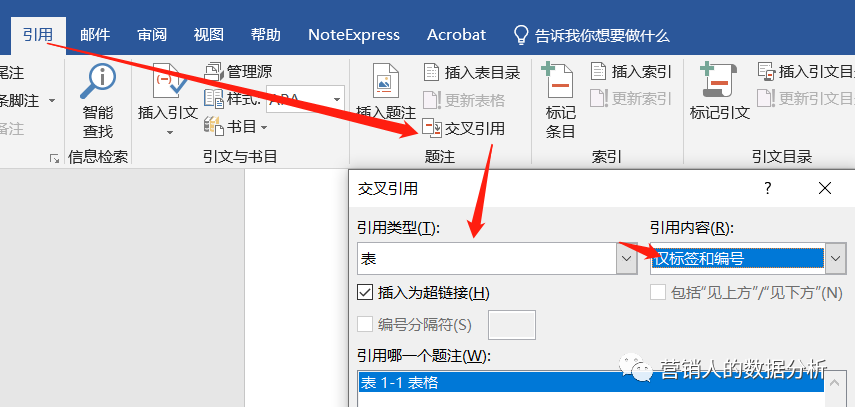 引用 邮件 审阅 视图 帮助 NoteExpress Acrobat 告诉我你想要做什么
尾注
条脚注
备注
智能
查找
信息检索
插入引文
管理源
样式: APA
书目
引文与书目
插入题注
插入表目录
更新表格
交叉引用
题注
标记
条目
插入索引
更新索引
索引
标记引文
插入引文目
更新引文目
引文目录
交叉引用 ? ×
引用类型(T):
引用内容(R):
表
仅标签和编号
插入为超链接(H)
包括“见上方”/“见下方”(N)
编号分隔符(S)
引用哪一个题注(W):
表 1-1 表格
营销人的数据分析